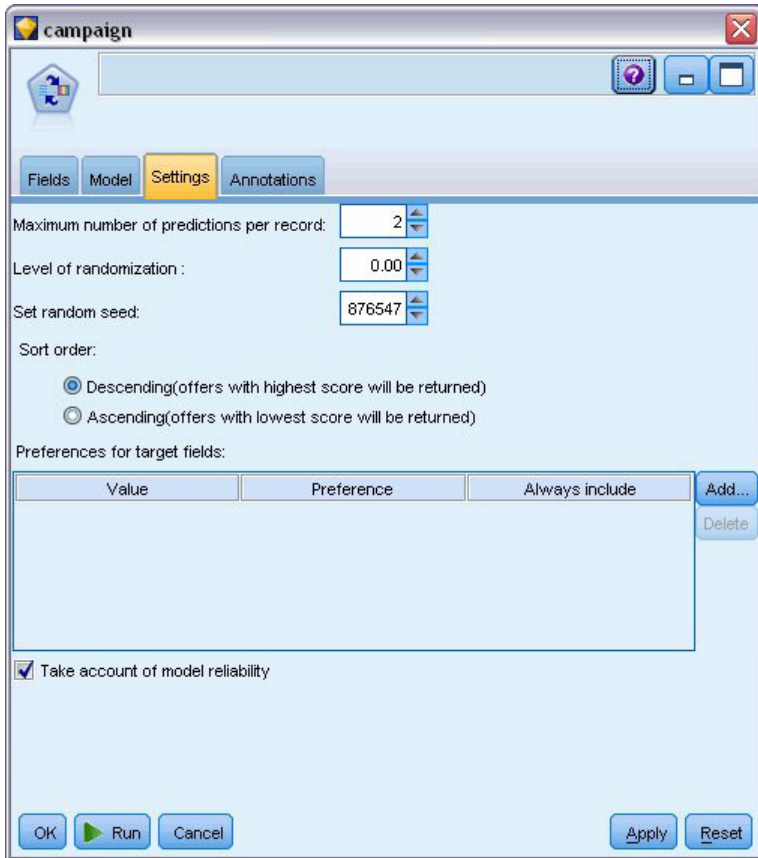 campaign
Fields Model Settings Annotations
Maximum number of predictions per record: 2
Level of randomization : 0.00
Set random seed: 876547
Sort order:
Descending(offers with highest score will be returned)
Ascending(offers with lowest score will be returned)
Preferences for target fields:
Value Preference Always include Add...
Delete
Take account of model reliability
OK Run Cancel Apply Reset